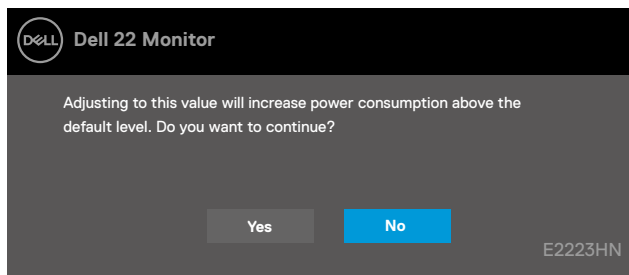 DELL Dell 22 Monitor
Adjusting to this value will increase power consumption above the
default level. Do you want to continue?
Yes No
E2223HN